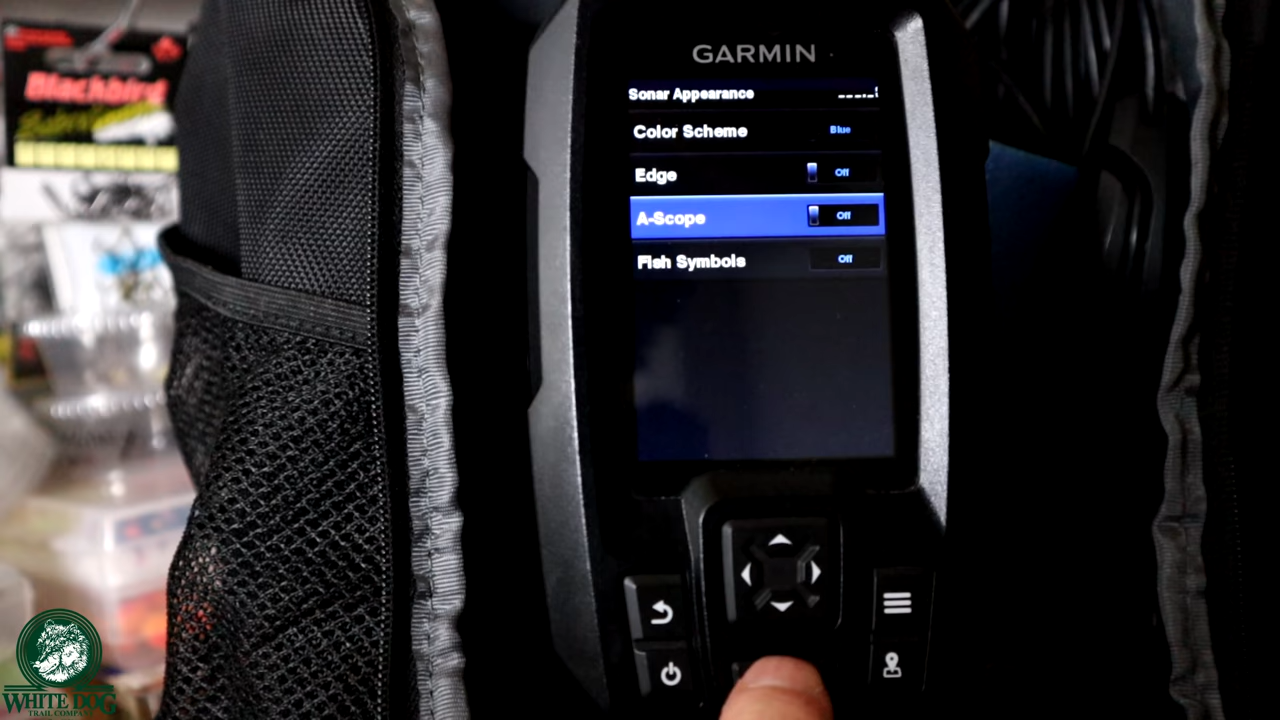 Blackbird
GARMIN
Sonar Appearance
Color Scheme Blue
Edge Off
A-Scope Off
Fish Symbols Off
WHITE DOG
TRAIL COMPANY